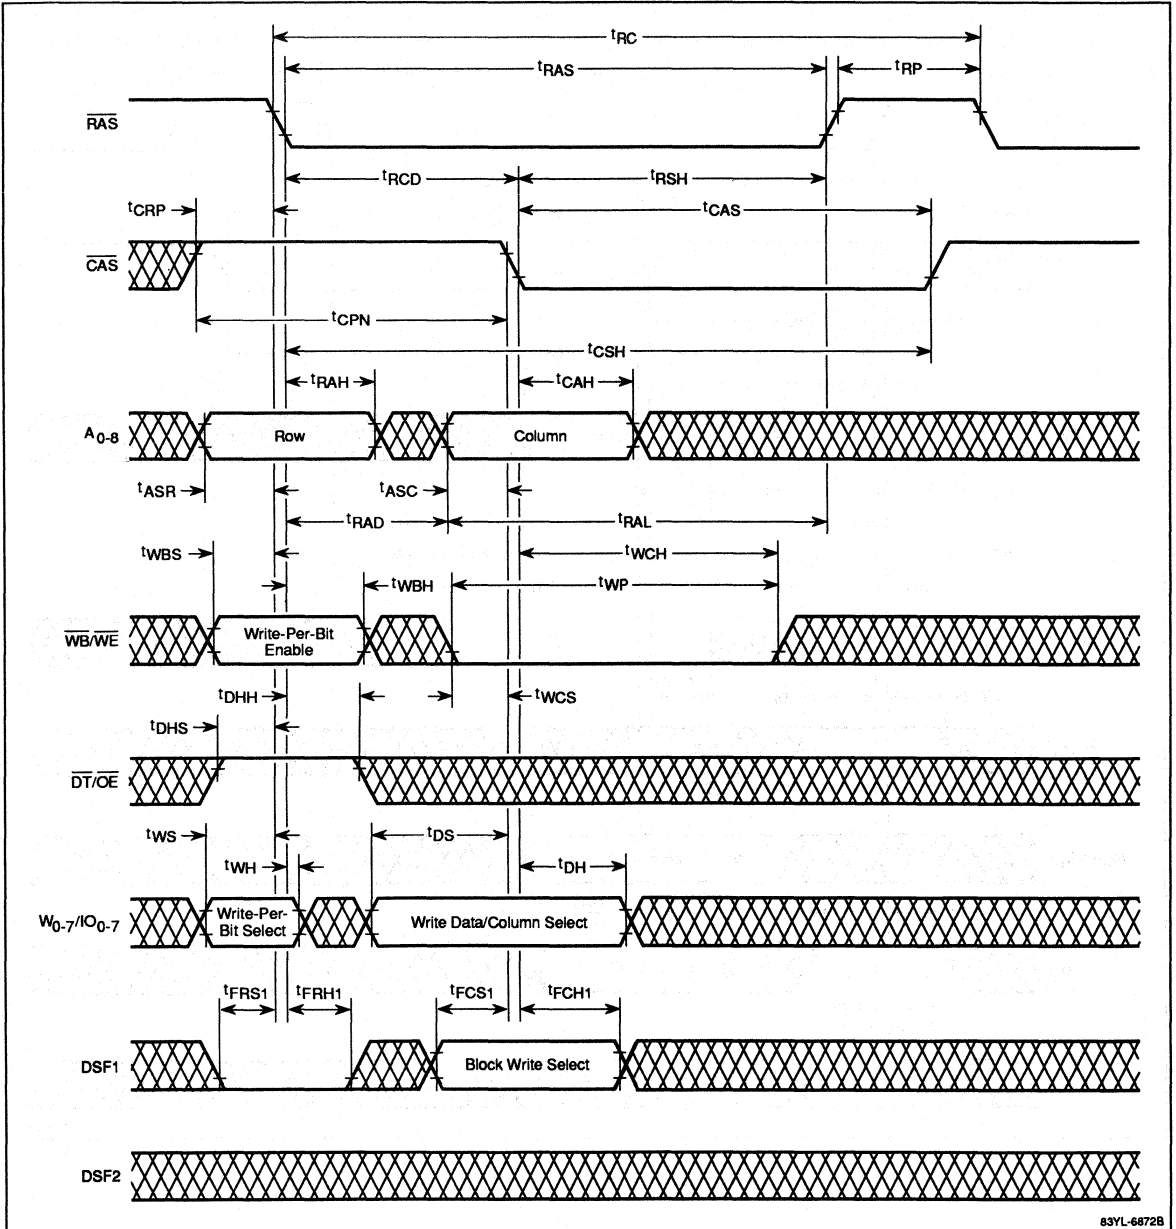 tRC
tRAS
tRP
RAS
tRCD
tRSH
tCRP
tCAS
CAS
tCPN
tCSH
tRAH
tCAH
A0-8
Row
Column
tASR
tASC
tRAD
tRAL
tWBS
tWCH
tWBH
tWP
WB/WE
Write-Per-Bit
Enable
tDHH
tWCS
tDHS
DT/OE
tWS
tDS
tWH
tDH
W0-7/IO0-7
Write-Per-
Bit Select
Write Data/Column Select
tFRS1
tFRH1
tFCS1
tFCH1
DSF1
Block Write Select
DSF2
83YL-6872B